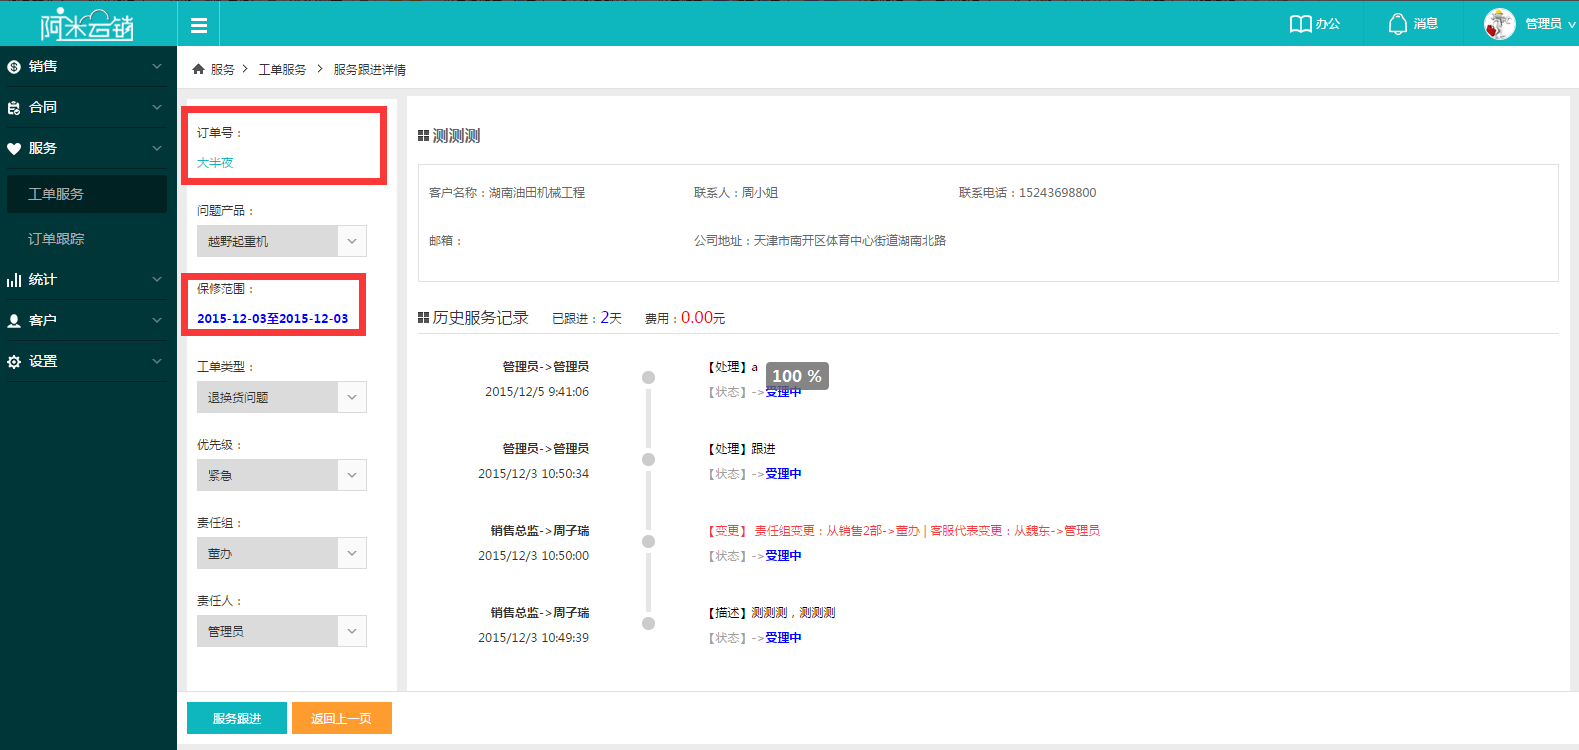 阿米云销
办公
消息
管理员
销售
合同
服务
工单服务
订单跟踪
统计
客户
设置
服务 > 工单服务 > 服务跟进详情
订单号：
大半夜
问题产品：
越野起重机
保修范围：
2015-12-03至2015-12-03
工单类型：
退换货问题
优先级：
紧急
责任组：
董办
责任人：
管理员
测测测
客户名称：湖南油田机械工程 联系人：周小姐 联系电话：15243698800
邮箱： 公司地址：天津市南开区体育中心街道湖南北路
历史服务记录 已跟进：2天 费用：0.00元
管理员->管理员 【处理】a
100 %
2015/12/5 9:41:06 【状态】->受理中
管理员->管理员 【处理】跟进
2015/12/3 10:50:34 【状态】->受理中
销售总监->周子瑞 【变更】 责任组变更：从销售2部->董办 | 客服代表变更：从魏东->管理员
2015/12/3 10:50:00 【状态】->受理中
销售总监->周子瑞 【描述】测测测，测测测
2015/12/3 10:49:39 【状态】->受理中
服务跟进
返回上一页